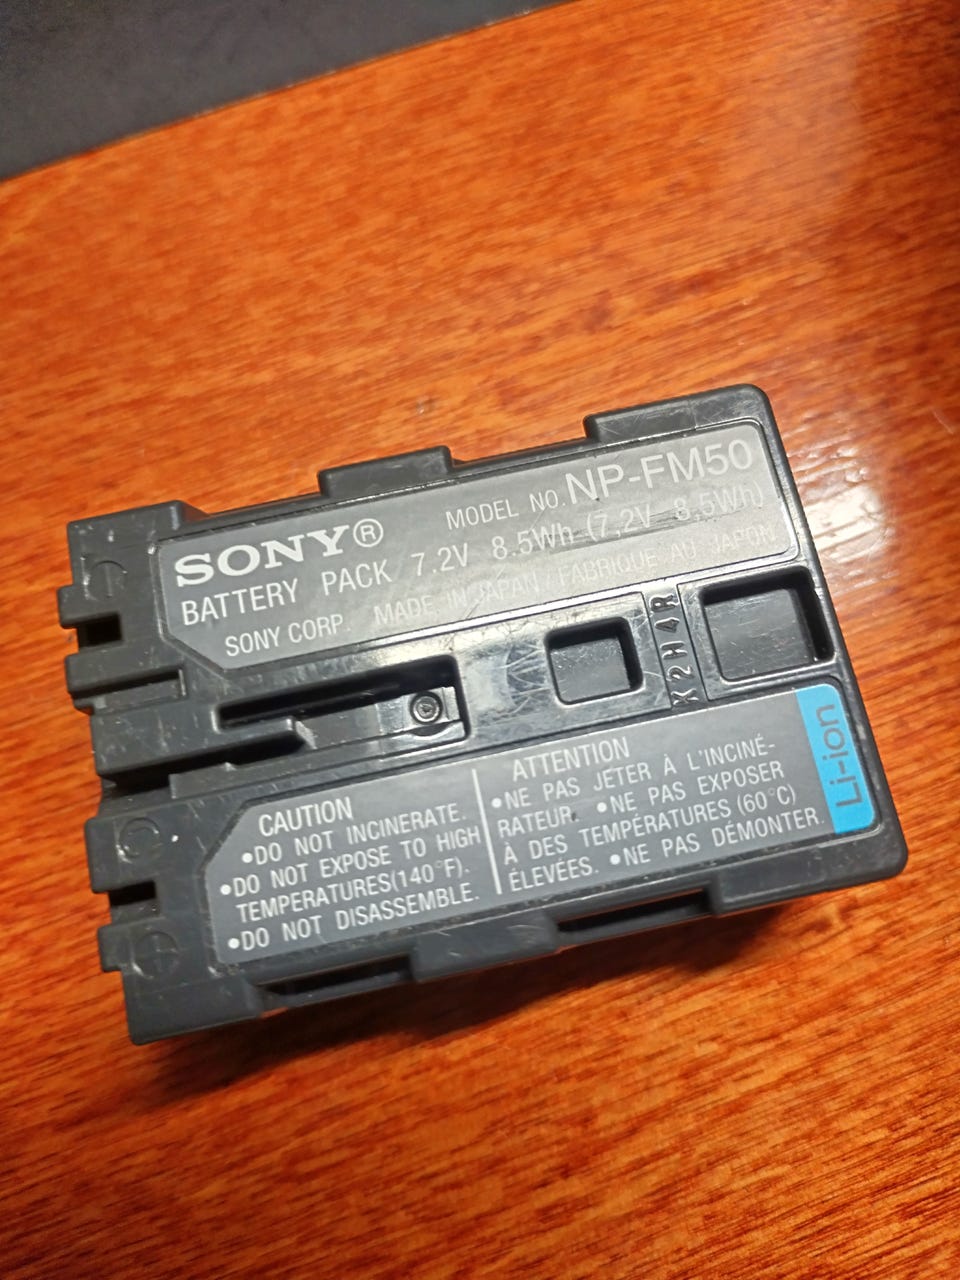 SONY®
MODEL NO. NP-FM50
BATTERY PACK 7.2V 8.5Wh (7,2V 8,5Wh)
SONY CORP. MADE IN JAPAN / FABRIQUÉ AU JAPON
K2H4R
CAUTION
•DO NOT INCINERATE.
•DO NOT EXPOSE TO HIGH
TEMPERATURES(140°F).
•DO NOT DISASSEMBLE.
ATTENTION
•NE PAS JETER À L'INCINÉ-
RATEUR. •NE PAS EXPOSER
À DES TEMPÉRATURES (60°C)
ÉLEVÉES. •NE PAS DÉMONTER.
Li-ion